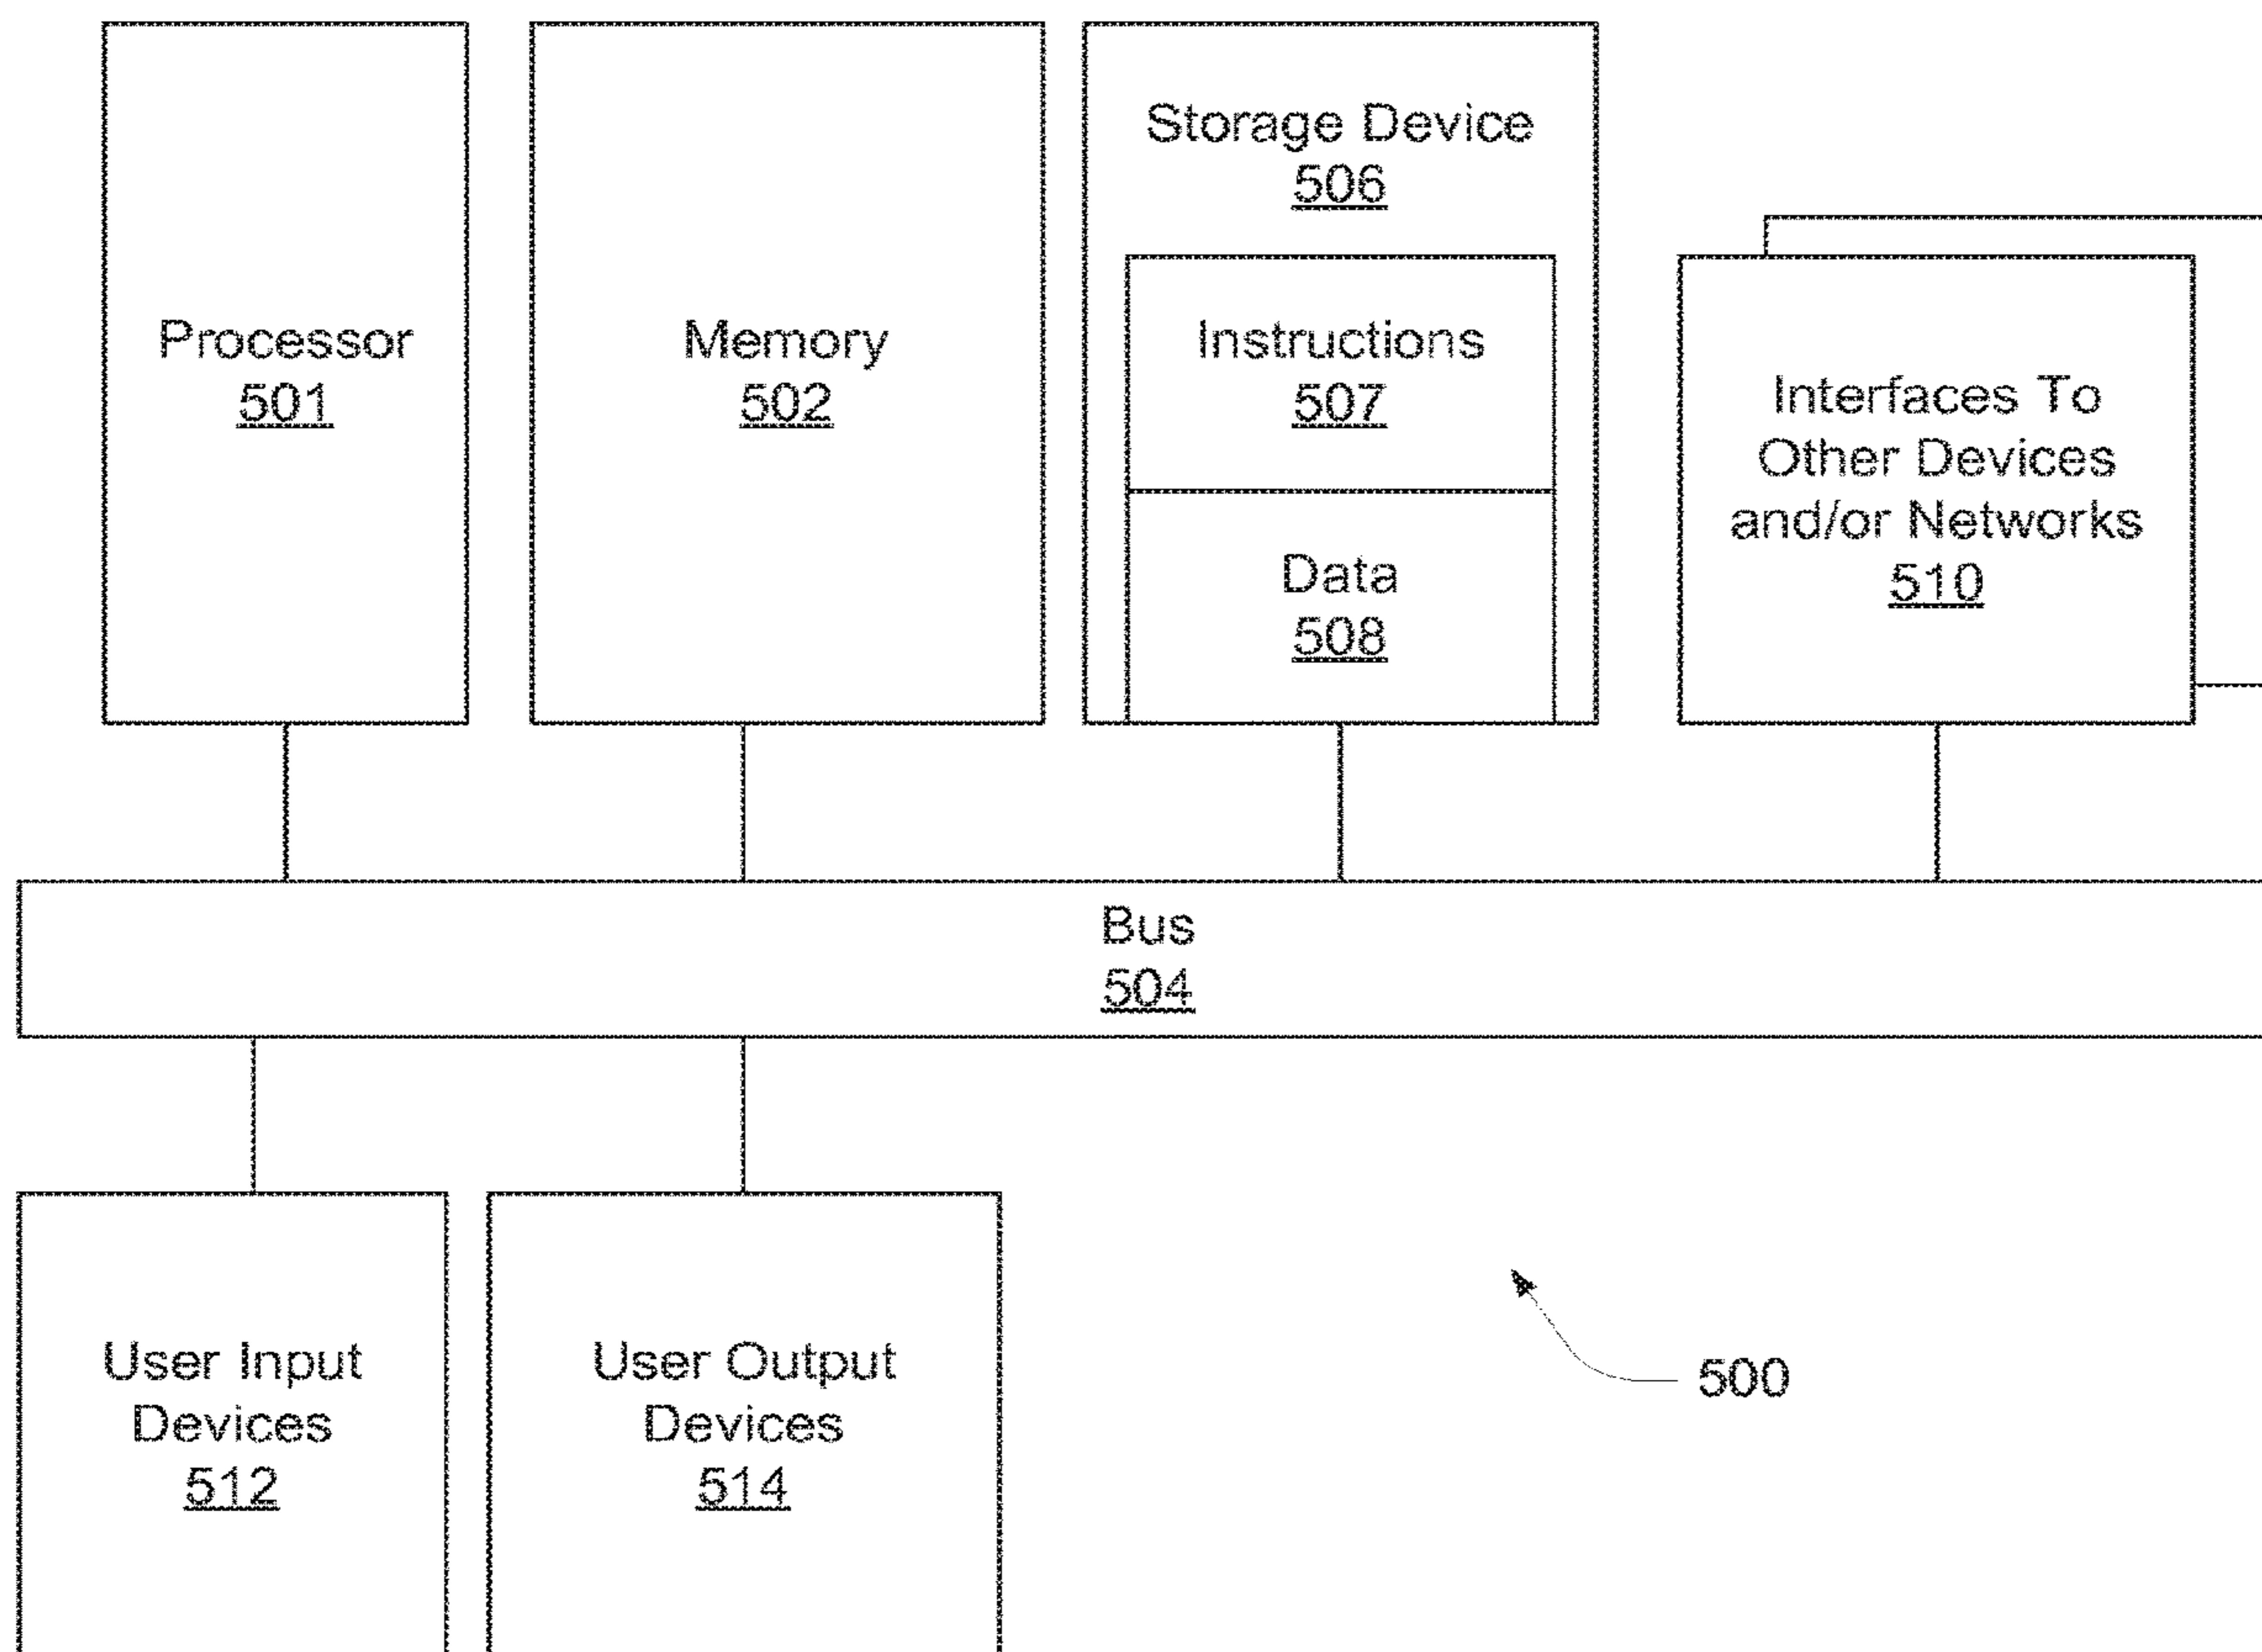 Processor
501
Memory
502
Storage Device
506
Instructions
507
Data
508
Interfaces To
Other Devices
and/or Networks
510
Bus
504
User Input
Devices
512
User Output
Devices
514
500